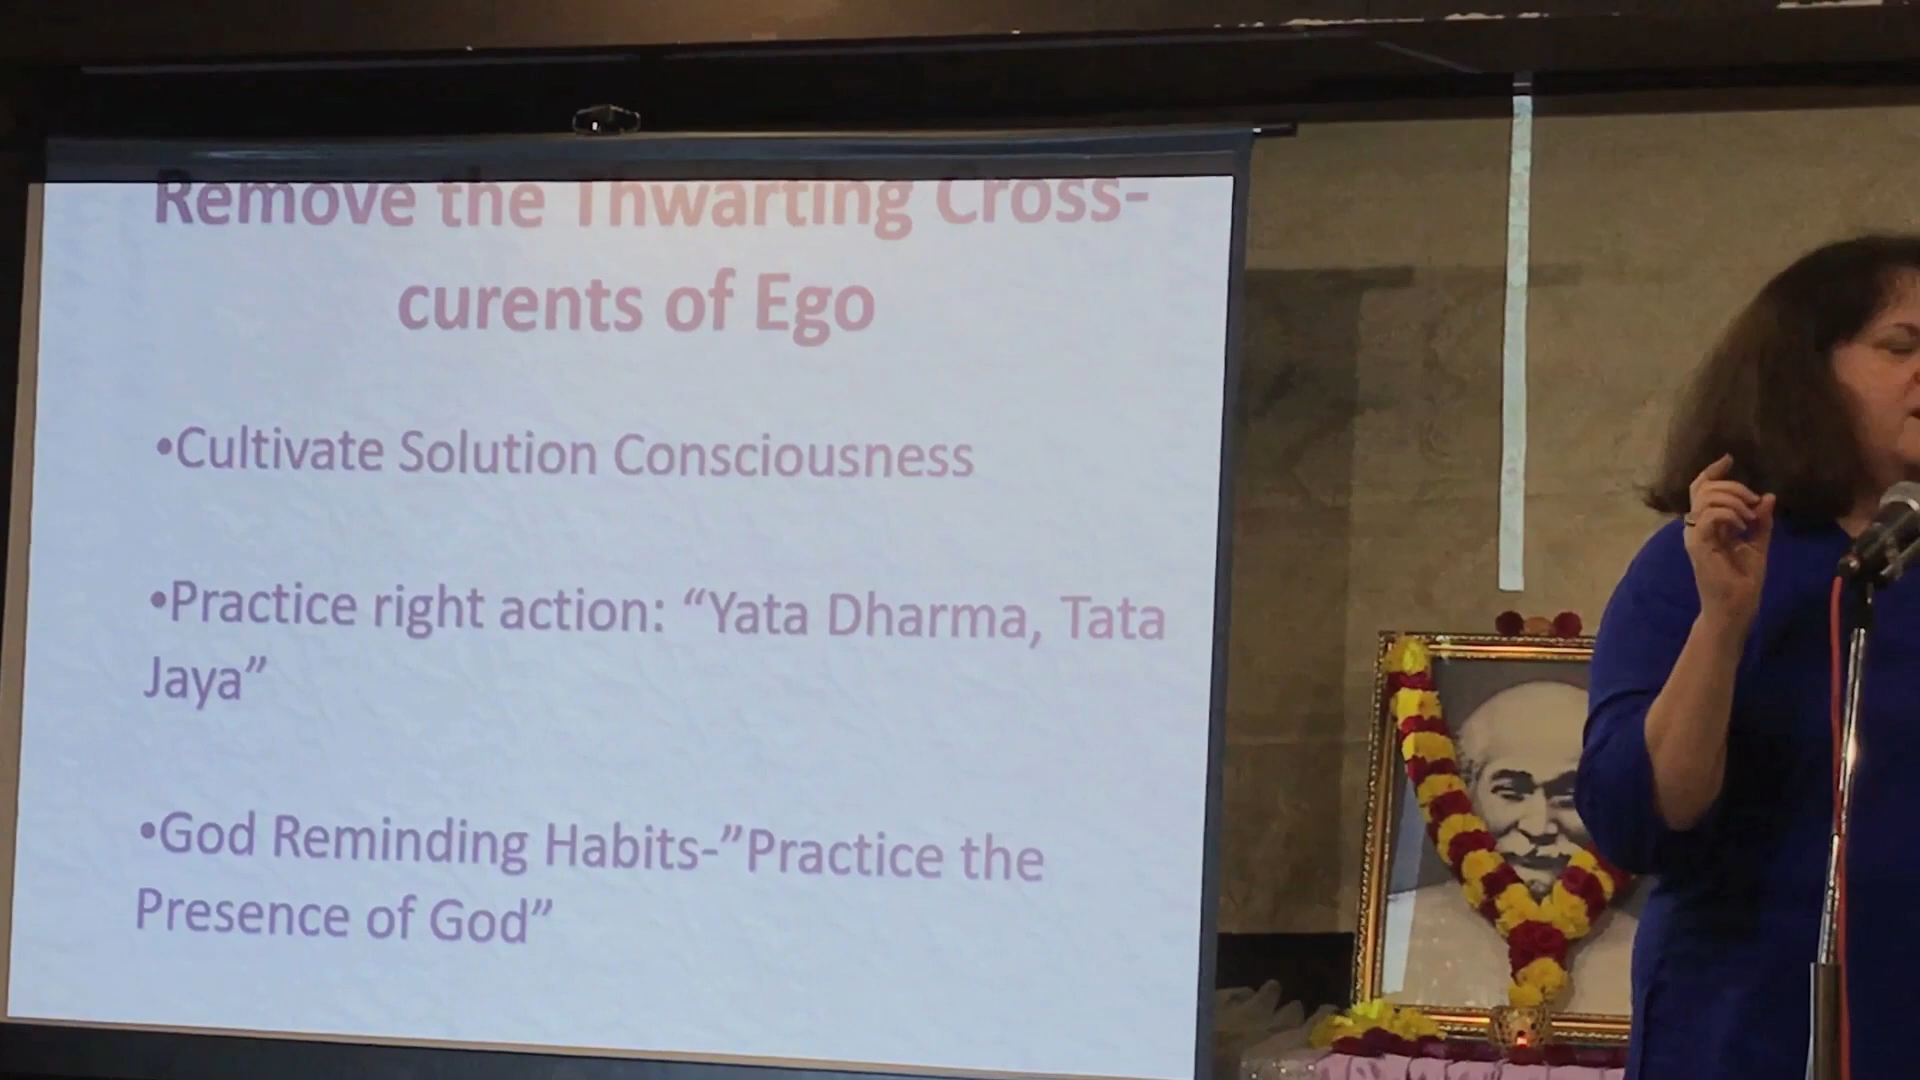 Remove the Thwarting Cross-
curents of Ego
•Cultivate Solution Consciousness
•Practice right action: “Yata Dharma, Tata
Jaya”
•God Reminding Habits-”Practice the
Presence of God”